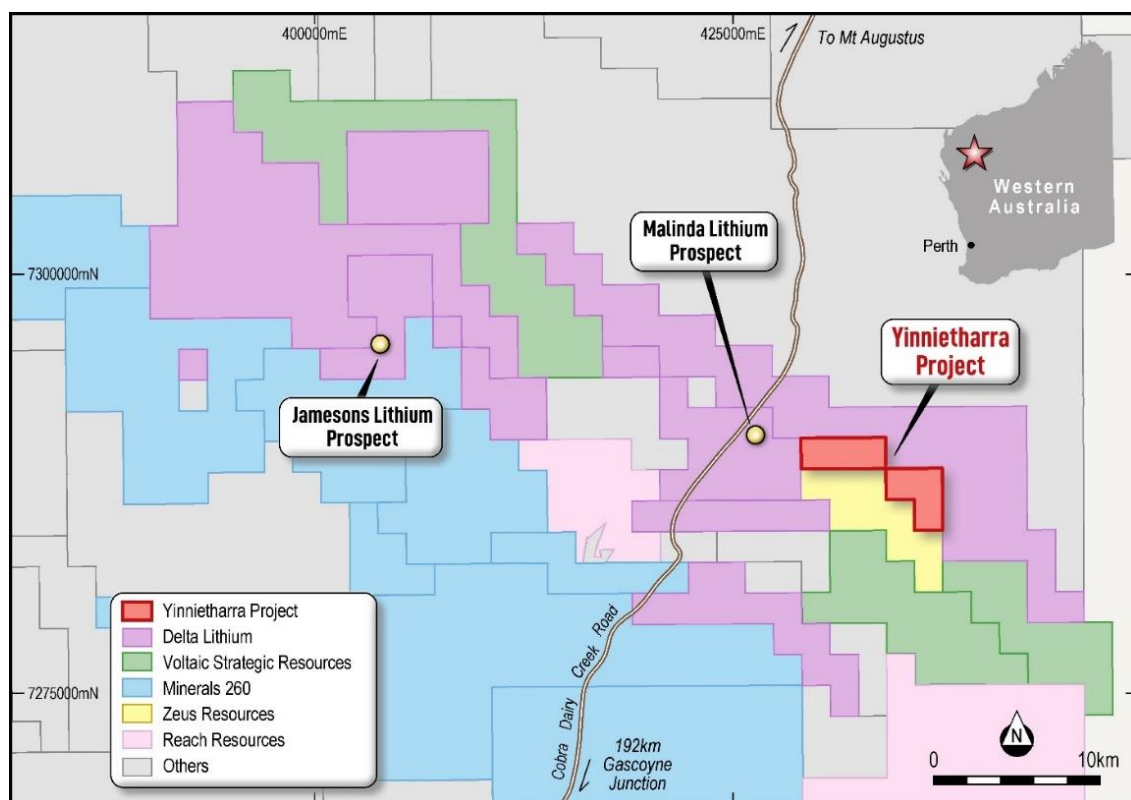 400000mE
425000mE
To Mt Augustus
Western
Australia
Perth
7300000mN
Malinda Lithium
Prospect
Yinnietharra
Project
Jamesons Lithium
Prospect
Yinnietharra Project
Delta Lithium
Voltaic Strategic Resources
Minerals 260
Zeus Resources
Reach Resources
Others
7275000mN
Cobra Dairy Creek Road
192km
Gascoyne
Junction
N
0 10km